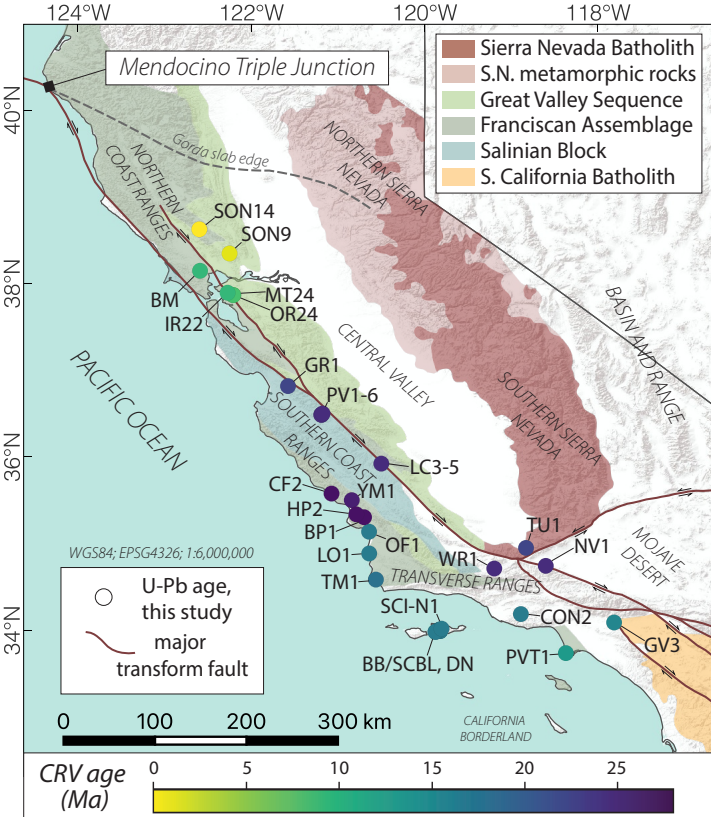 124°W
122°W
120°W
118°W
40°N
38°N
36°N
34°N
Mendocino Triple Junction
Sierra Nevada Batholith
S.N. metamorphic rocks
Great Valley Sequence
Franciscan Assemblage
Salinian Block
S. California Batholith
Gorda slab edge
NORTHERN
COAST RANGES
NORTHERN SIERRA
NEVADA
SON14
SON9
BM
IR22
MT24
OR24
BASIN AND RANGE
CENTRAL VALLEY
PACIFIC OCEAN
GR1
PV1-6
SOUTHERN COAST
RANGES
SOUTHERN SIERRA
NEVADA
LC3-5
CF2
YM1
HP2
BP1
OF1
LO1
TM1
TU1
NV1
WR1
MOJAVE
DESERT
TRANSVERSE RANGES
WGS84; EPSG4326; 1:6,000,000
U-Pb age,
this study
major
transform fault
SCI-N1
BB/SCBL, DN
CON2
PVT1
GV3
CALIFORNIA
BORDERLAND
0 100 200 300 km
CRV age
(Ma)
0 5 10 15 20 25